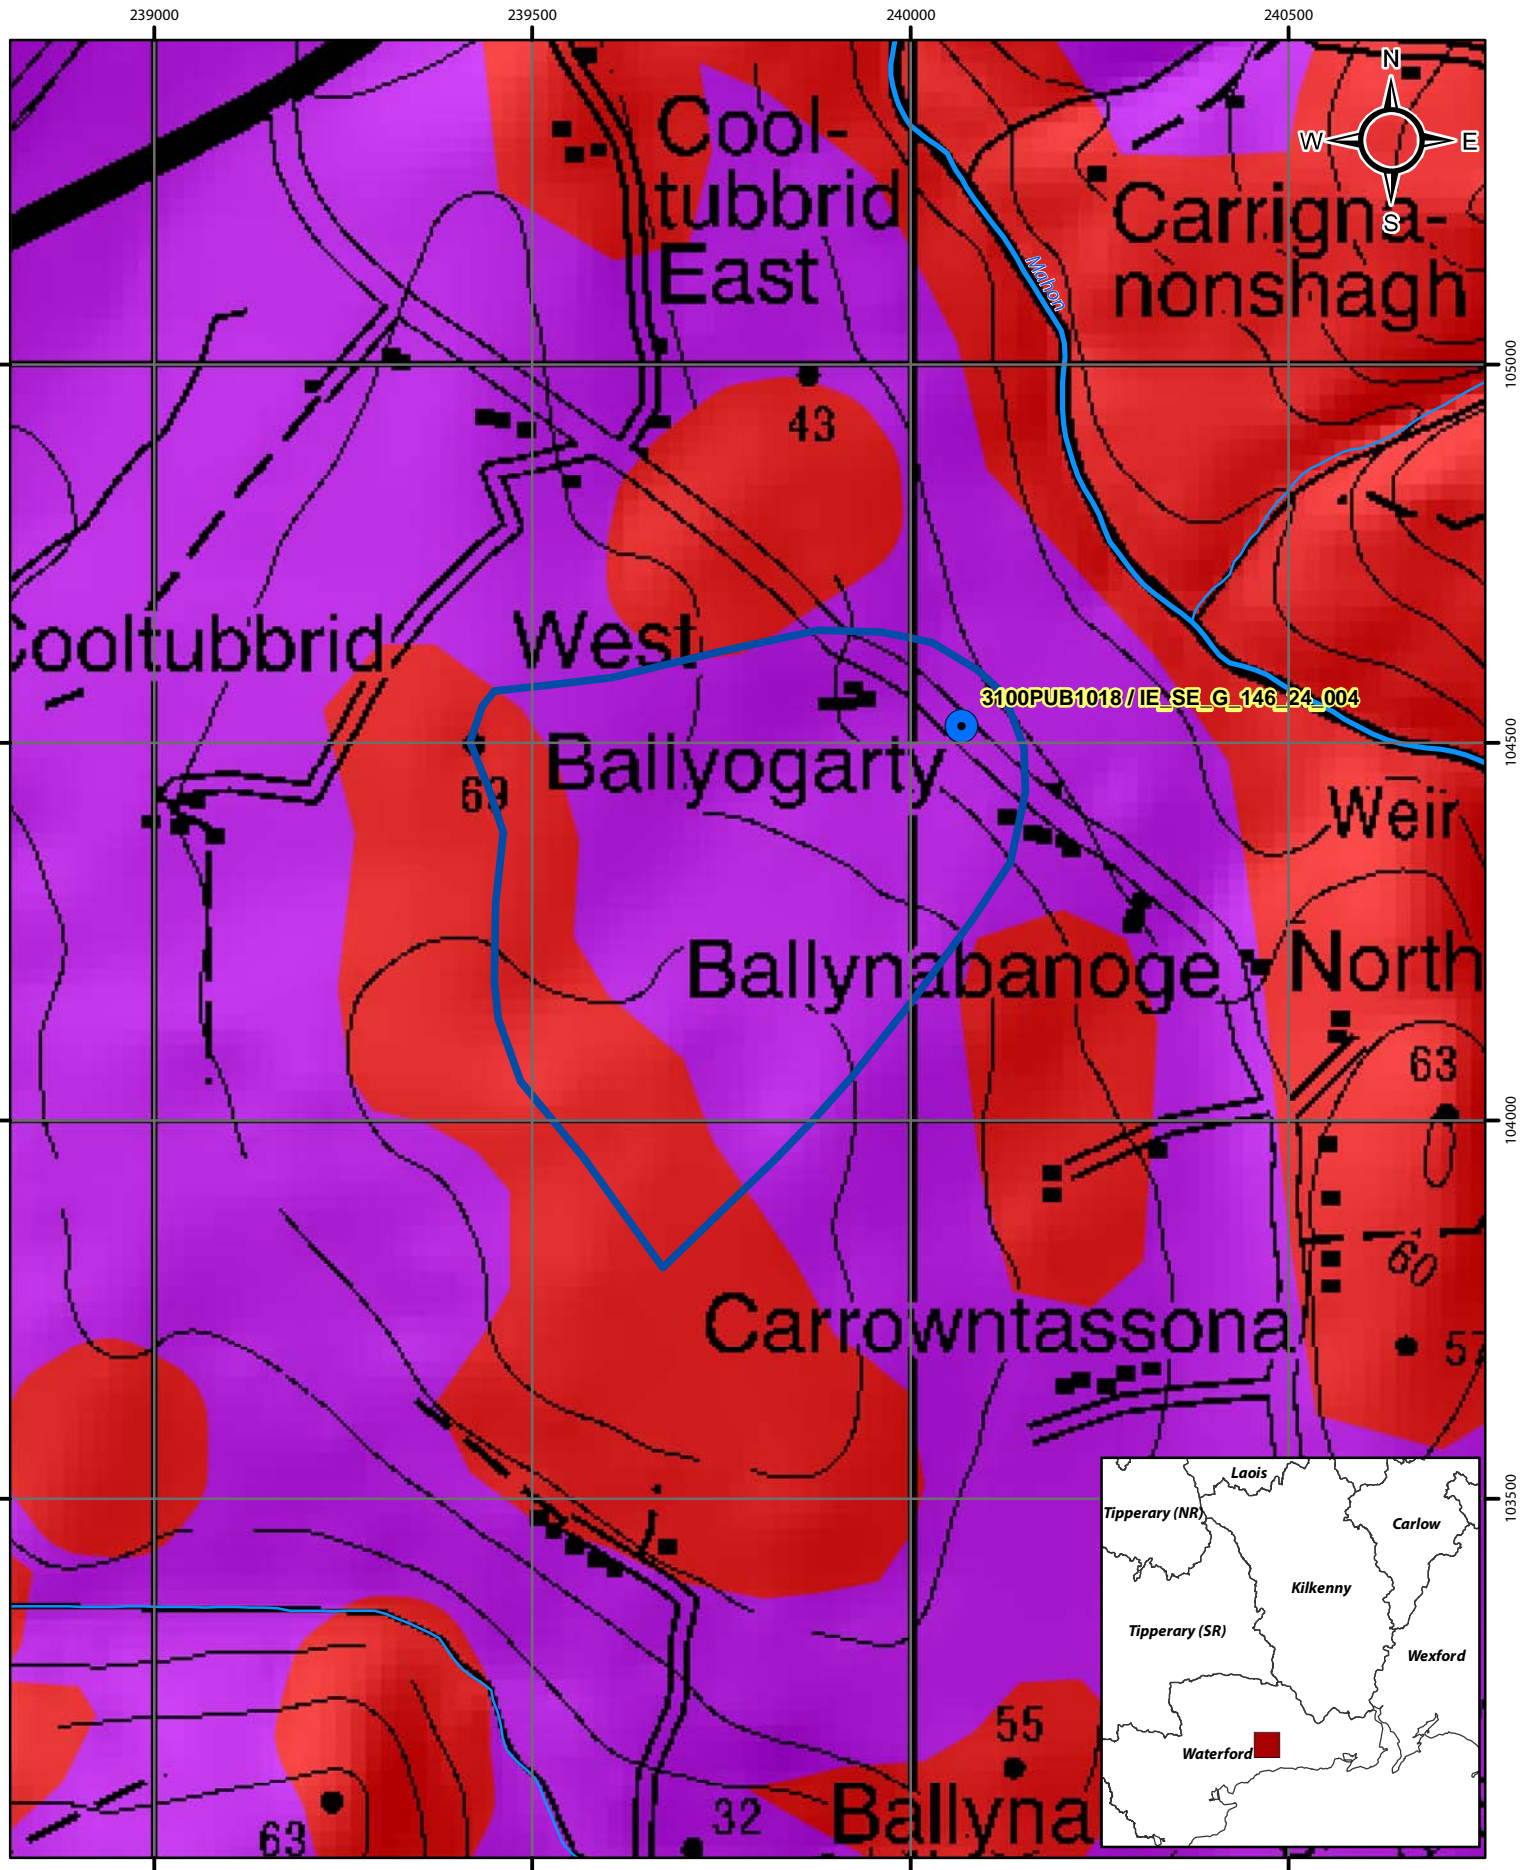 239000
239500
240000
240500
N
W
E
S
Cool-
tubbrid
East
Carrigna-
nonshagh
Mahon
105000
43
Cooltubbrid
West
3100PUB1018 / IE_SE_G_146_24_004
104500
Ballyogarty
69
Weir
Ballynabanoge
North
63
104000
60
Carrowntassona
57
103500
Laois
Tipperary (NR)
Carlow
Kilkenny
Tipperary (SR)
Wexford
Waterford
55
32
Ballyna
63